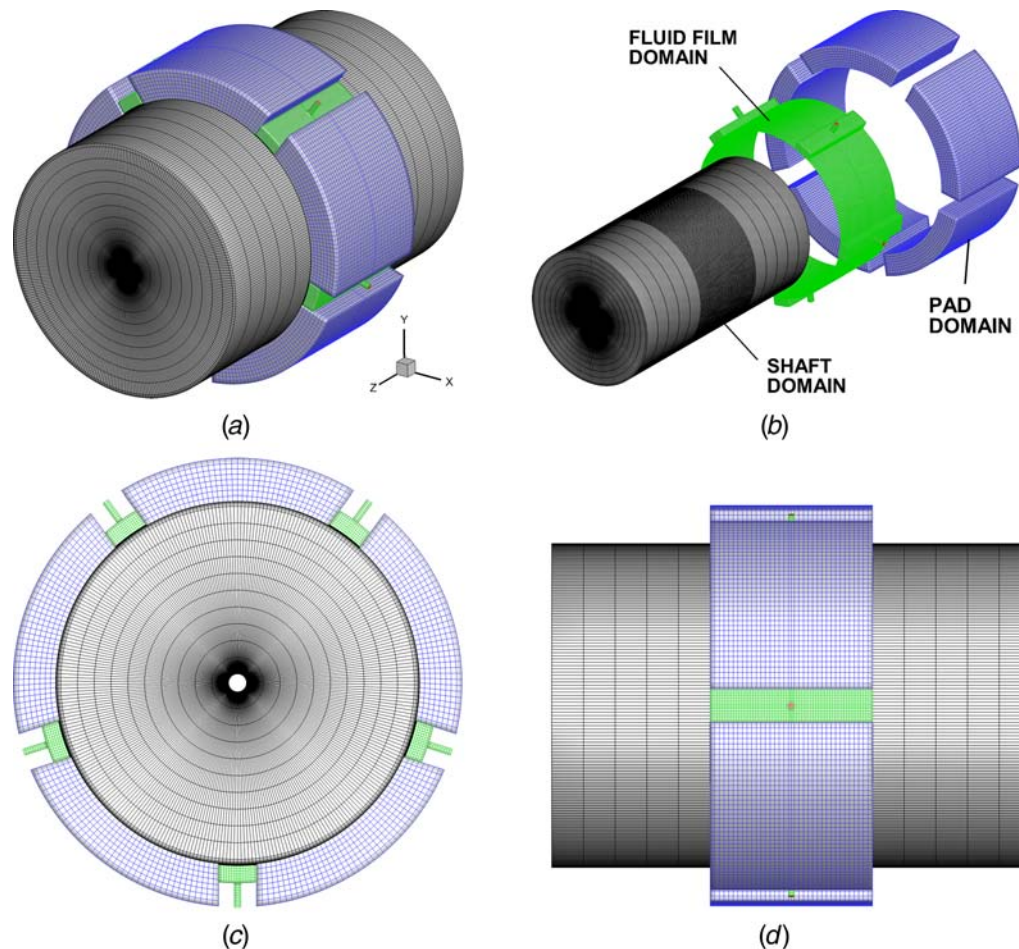 FLUID FILM
DOMAIN
PAD
DOMAIN
SHAFT
DOMAIN
Y
Z
X
(a)
(b)
(c)
(d)